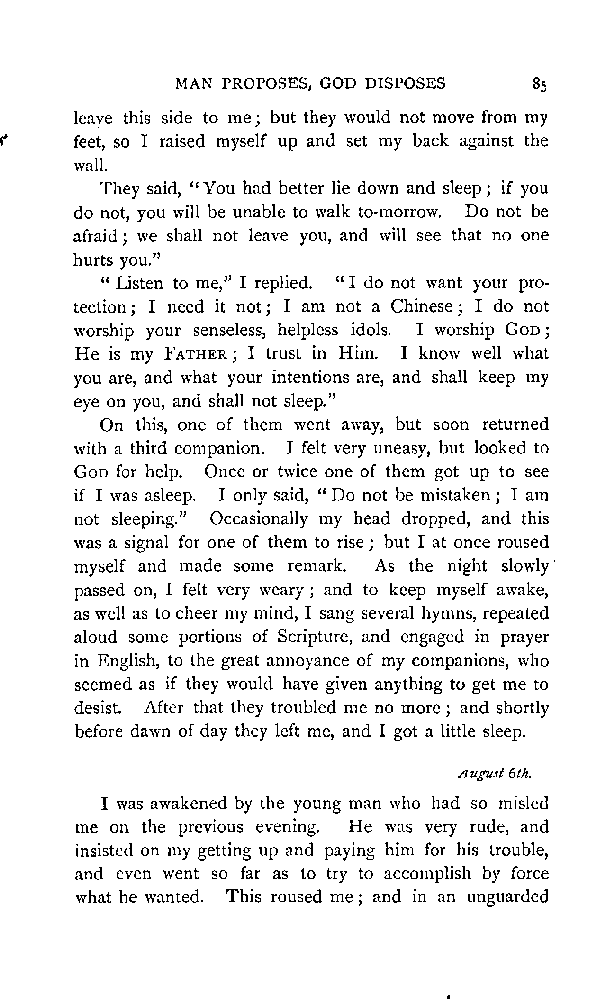 MAN PROPOSES, GOD DISPOSES 85
leave this side to me; but they would not move from my
feet, so I raised myself up and set my back against the
wall.
They said, "You had better lie down and sleep; if you
do not, you will be unable to walk to-morrow. Do not be
afraid; we shall not leave you, and will see that no one
hurts you."
"Listen to me," I replied. "I do not want your pro-
tection; I need it not; I am not a Chinese; I do not
worship your senseless, helpless idols. I worship GOD;
He is my FATHER; I trust in Him. I know well what
you are, and what your intentions are, and shall keep my
eye on you, and shall not sleep."
On this, one of them went away, but soon returned
with a third companion. I felt very uneasy, but looked to
GOD for help. Once or twice one of them got up to see
if I was asleep. I only said, "Do not be mistaken; I am
not sleeping." Occasionally my head dropped, and this
was a signal for one of them to rise; but I at once roused
myself and made some remark. As the night slowly
passed on, I felt very weary; and to keep myself awake,
as well as to cheer my mind, I sang several hymns, repeated
aloud some portions of Scripture, and engaged in prayer
in English, to the great annoyance of my companions, who
seemed as if they would have given anything to get me to
desist. After that they troubled me no more; and shortly
before dawn of day they left me, and I got a little sleep.
August 6th.
I was awakened by the young man who had so misled
me on the previous evening. He was very rude, and
insisted on my getting up and paying him for his trouble,
and even went so far as to try to accomplish by force
what he wanted. This roused me; and in an unguarded